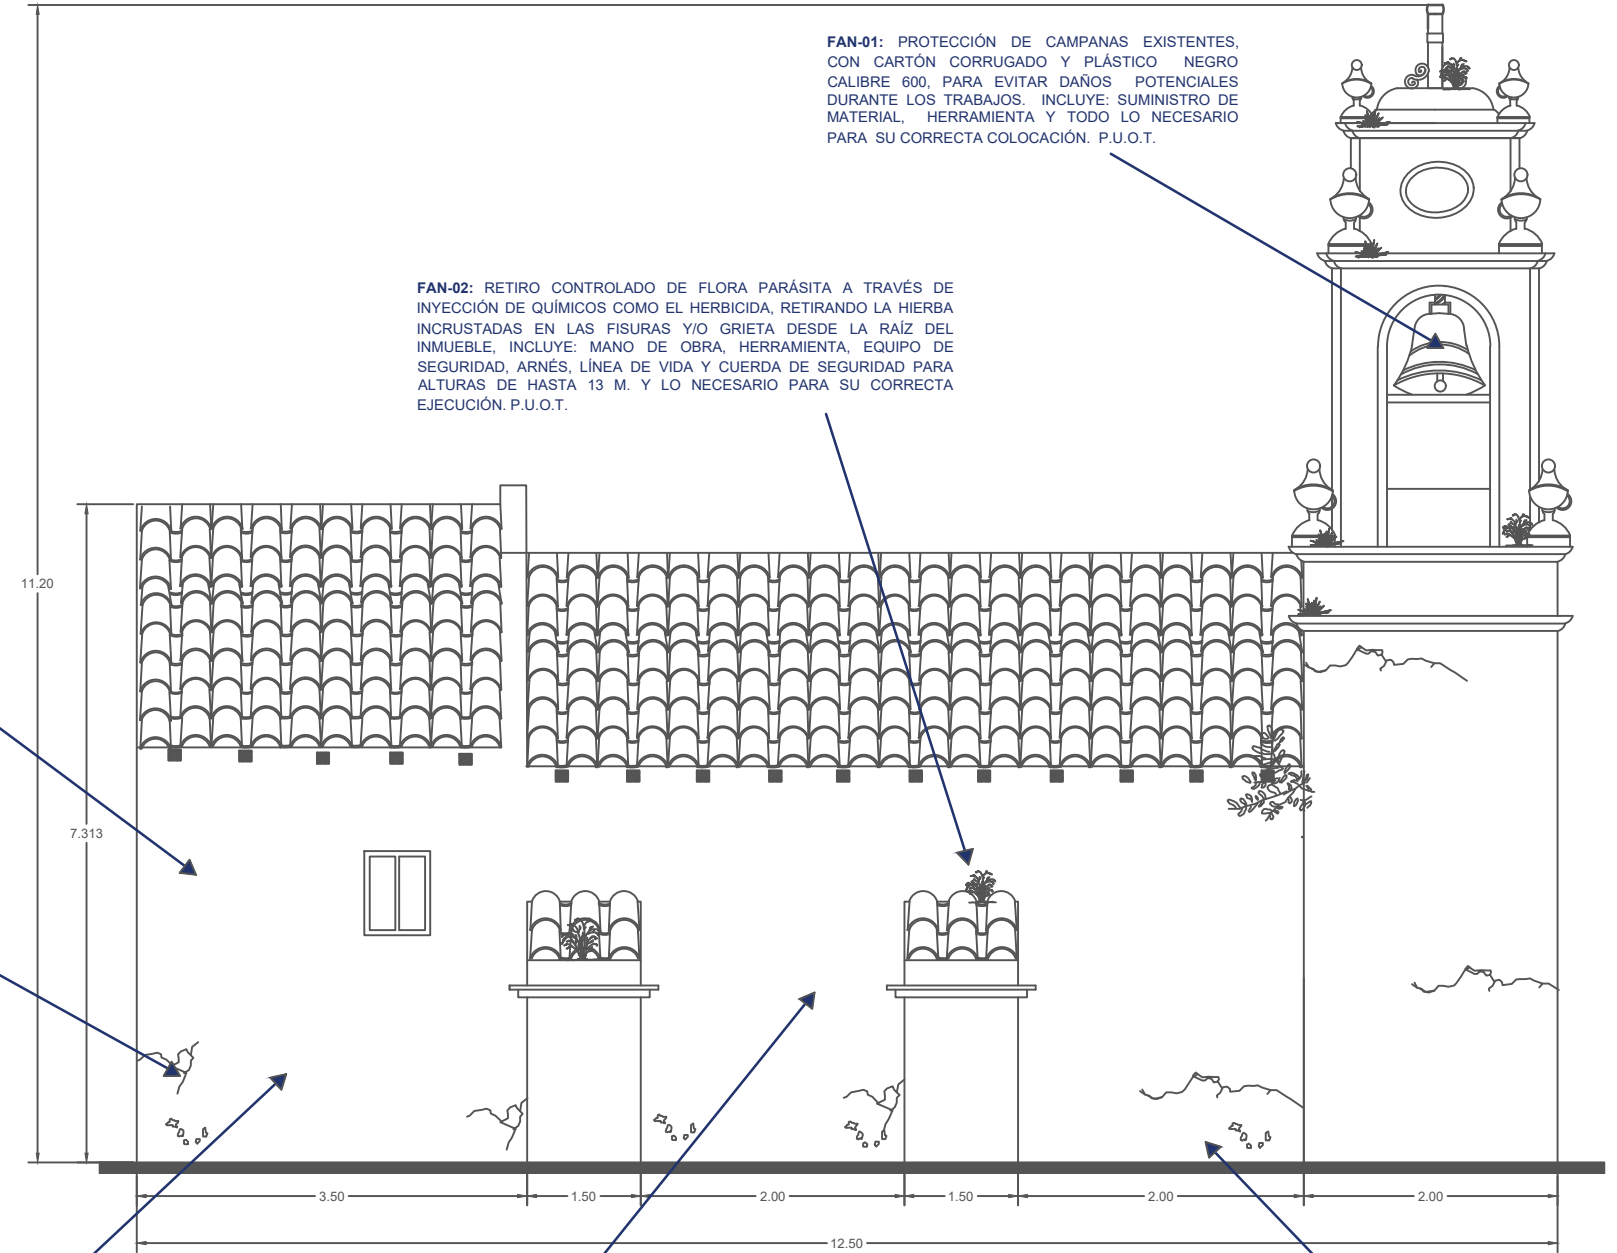 FAN-01: PROTECCIÓN DE CAMPANAS EXISTENTES,
CON CARTÓN CORRUGADO Y PLÁSTICO NEGRO
CALIBRE 600, PARA EVITAR DAÑOS POTENCIALES
DURANTE LOS TRABAJOS. INCLUYE: SUMINISTRO DE
MATERIAL, HERRAMIENTA Y TODO LO NECESARIO
PARA SU CORRECTA COLOCACIÓN. P.U.O.T.
FAN-02: RETIRO CONTROLADO DE FLORA PARÁSITA A TRAVÉS DE
INYECCIÓN DE QUÍMICOS COMO EL HERBICIDA, RETIRANDO LA HIERBA
INCRUSTADAS EN LAS FISURAS Y/O GRIETA DESDE LA RAÍZ DEL
INMUEBLE, INCLUYE: MANO DE OBRA, HERRAMIENTA, EQUIPO DE
SEGURIDAD, ARNÉS, LÍNEA DE VIDA Y CUERDA DE SEGURIDAD PARA
ALTURAS DE HASTA 13 M. Y LO NECESARIO PARA SU CORRECTA
EJECUCIÓN. P.U.O.T.
11.20
7.313
3.50 1.50 2.00 1.50 2.00 2.00
12.50